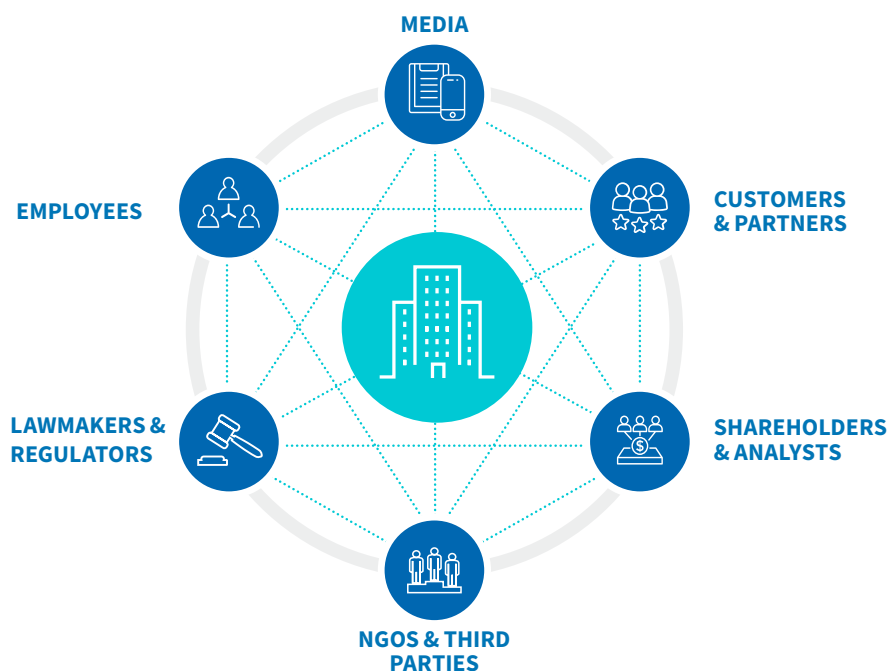 MEDIA
EMPLOYEES
CUSTOMERS
& PARTNERS
LAWMAKERS &
REGULATORS
SHAREHOLDERS
& ANALYSTS
$
NGOS & THIRD
PARTIES